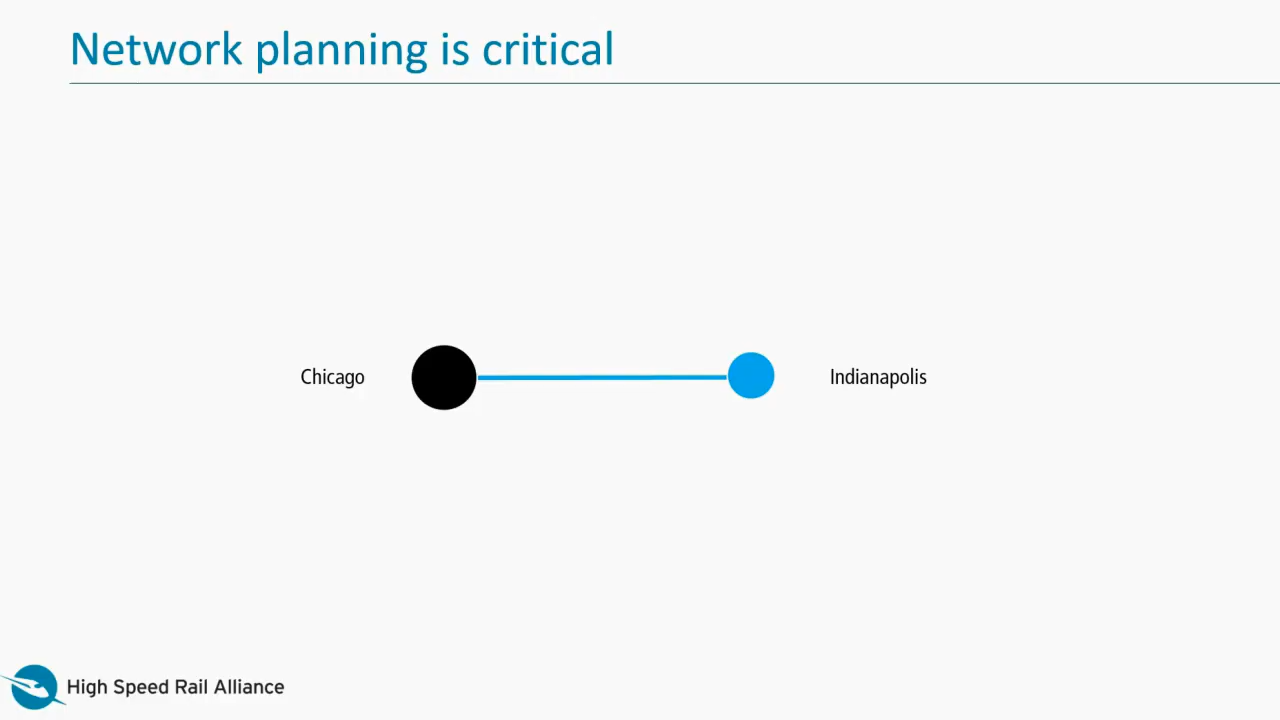 Network planning is critical
Chicago
Indianapolis
High Speed Rail Alliance